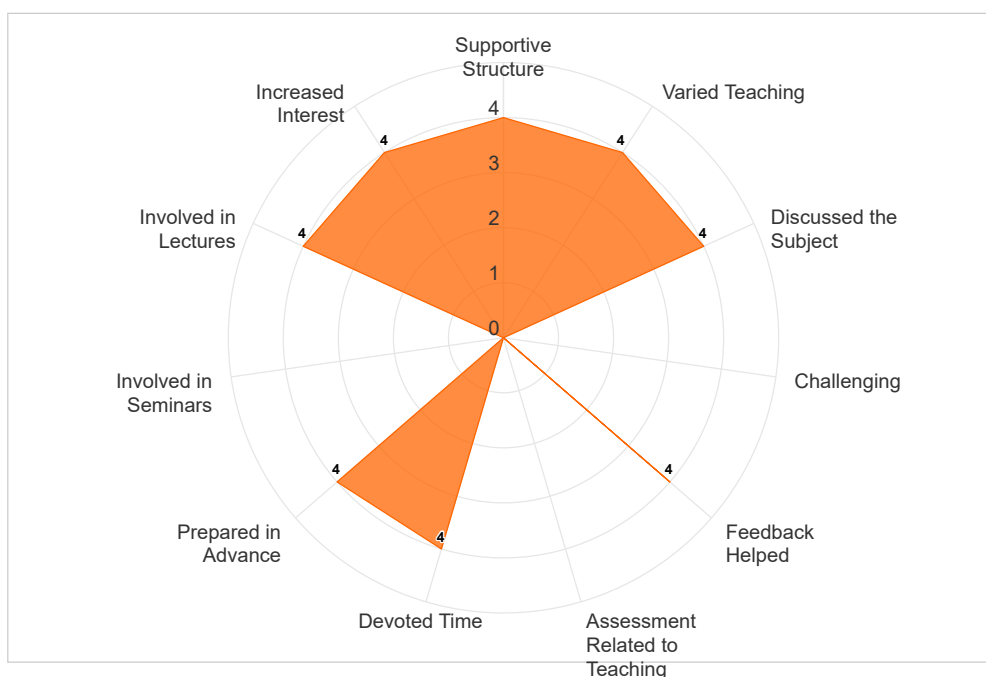 Supportive
Structure
Increased
Interest
Varied Teaching
4
4
4
3
Involved in
Lectures
4
4
Discussed the
Subject
2
1
0
Involved in
Seminars
Challenging
4
4
Prepared in
Advance
Feedback
Helped
4
Devoted Time
Assessment
Related to
Teaching